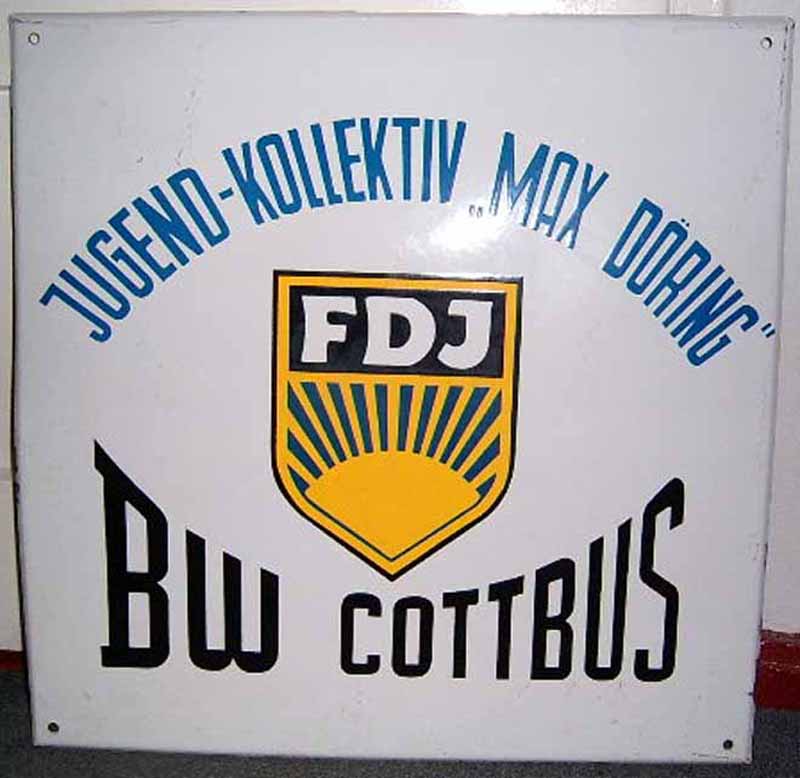 JUGEND-KOLLEKTIV „MAX DÖRING”
FDJ
BW COTTBUS